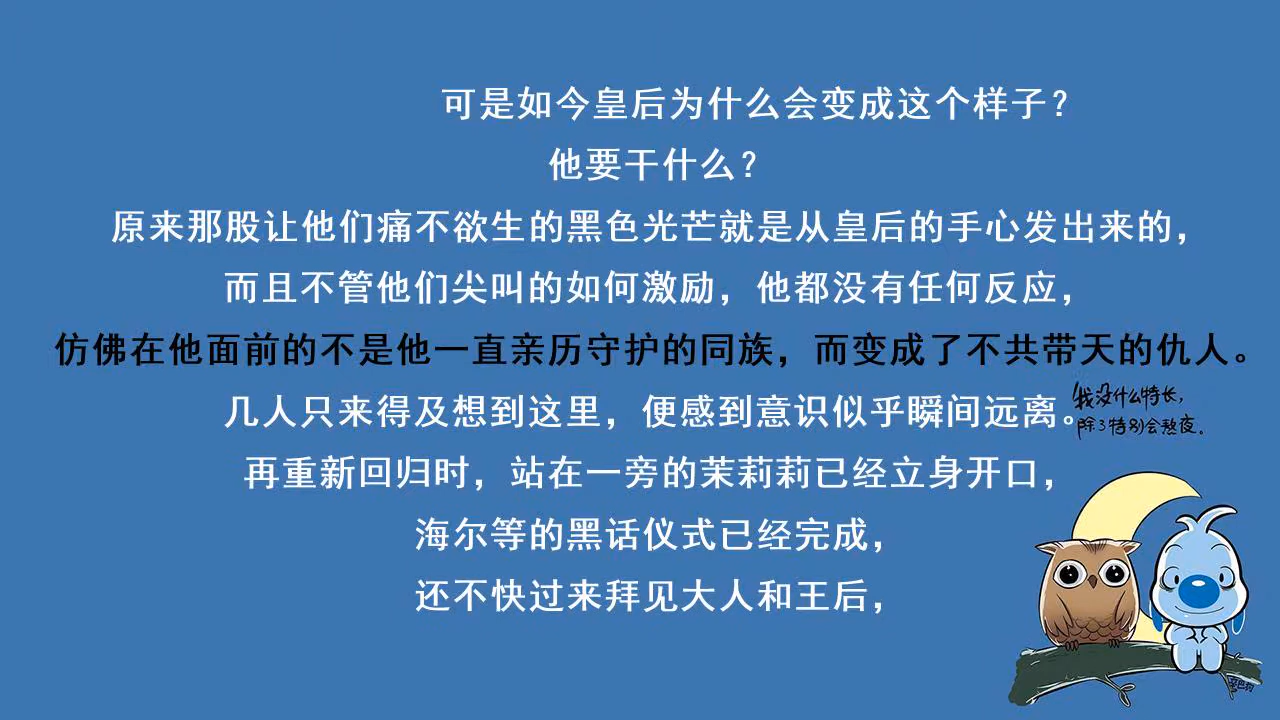 可是如今皇后为什么会变成这个样子？
他要干什么？
原来那股让他们痛不欲生的黑色光芒就是从皇后的手心发出来的，
而且不管他们尖叫的如何激励，他都没有任何反应，
仿佛在他面前的不是他一直亲历守护的同族，而变成了不共带天的仇人。
几人只来得及想到这里，便感到意识似乎瞬间远离。
我没什么特长，
除了特别会熬夜。
再重新回归时，站在一旁的茉莉莉已经立身开口，
海尔等的黑话仪式已经完成，
还不快过来拜见大人和王后，